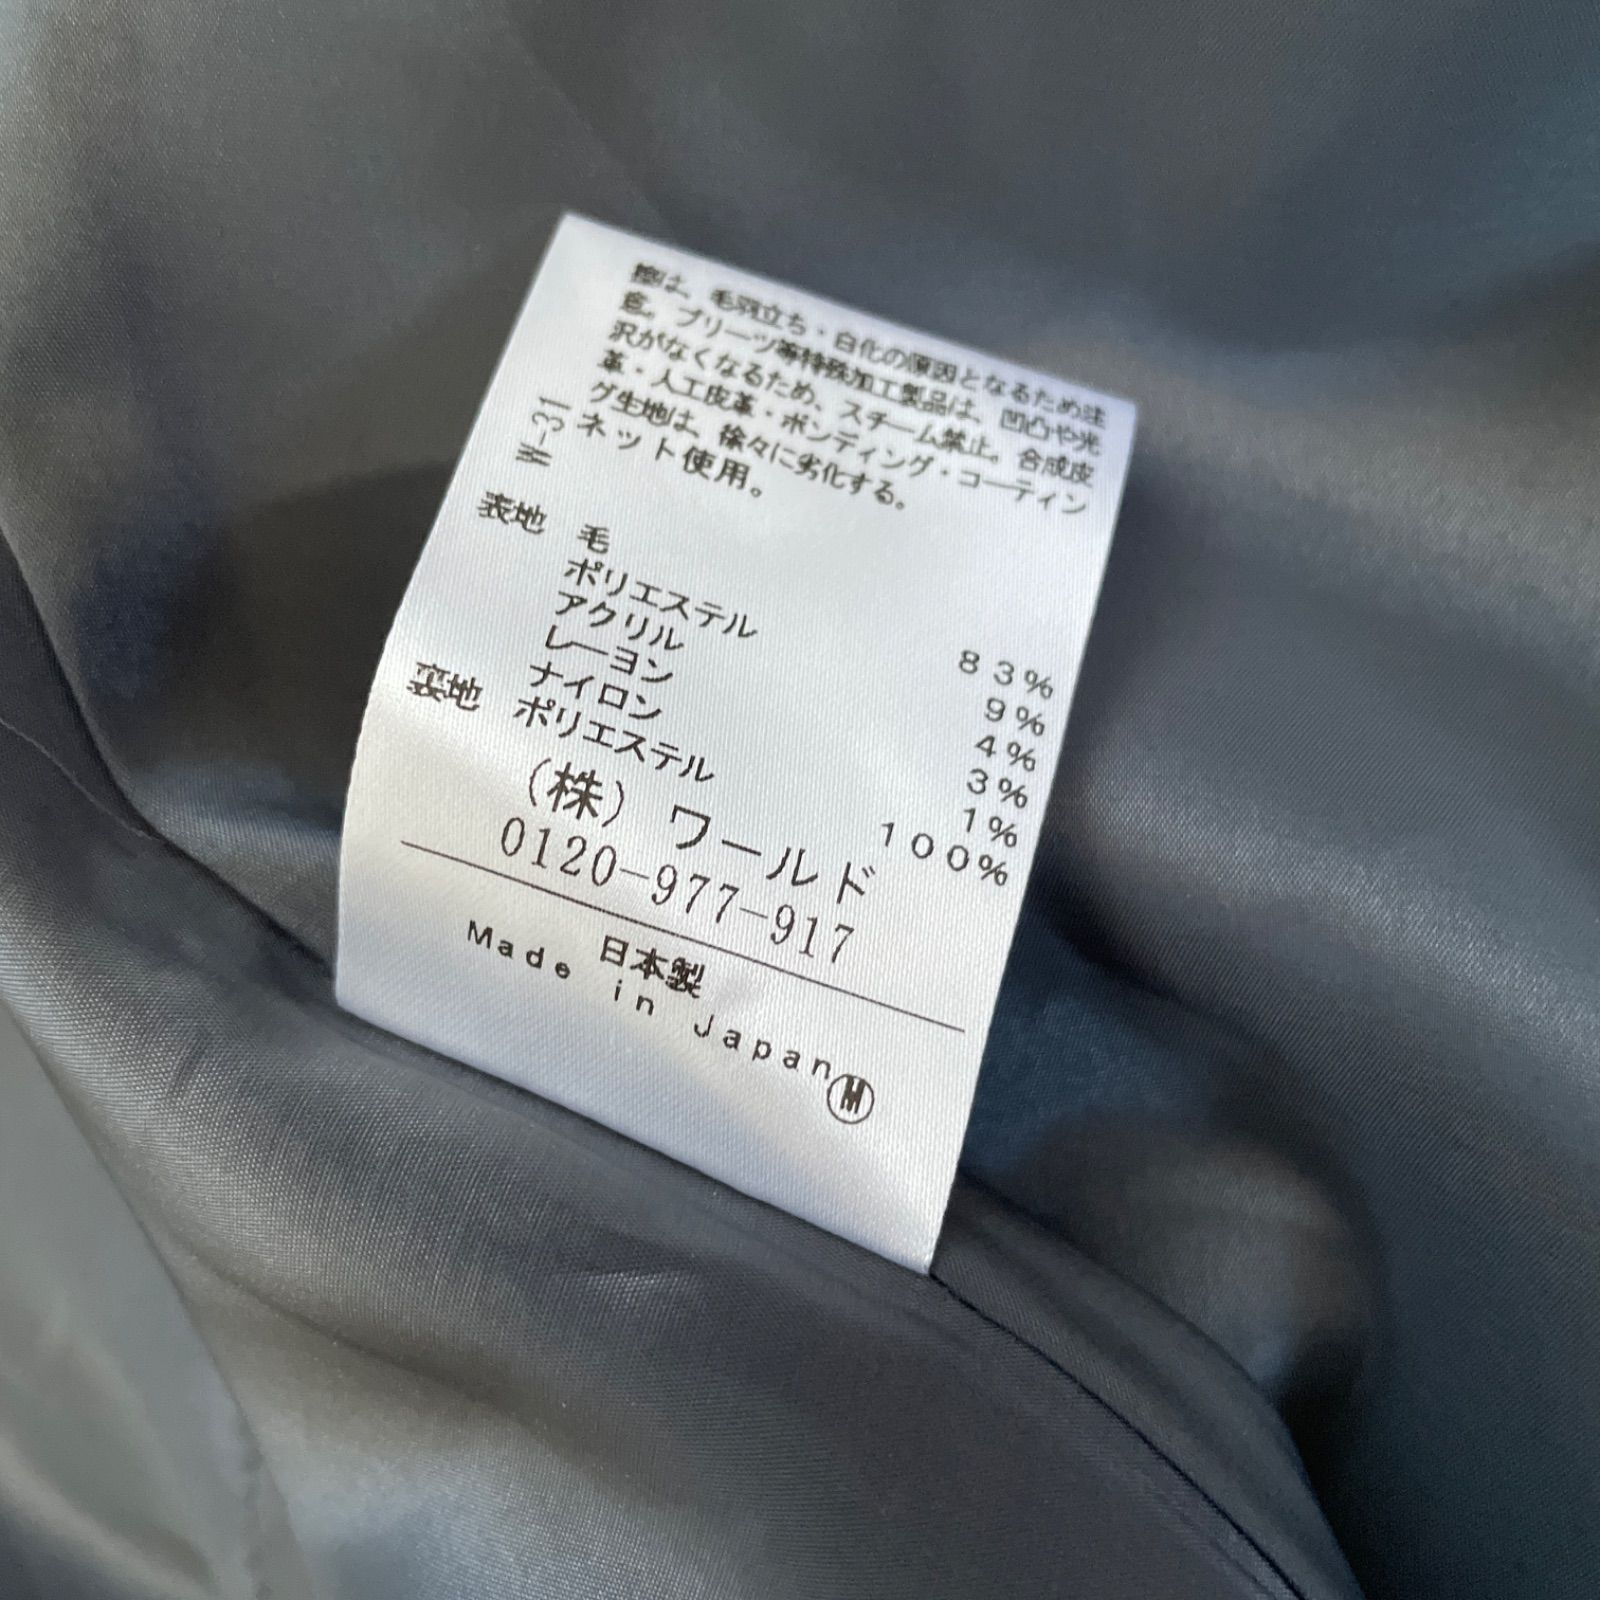 擦は、毛羽立ち・白化の原因となるため注
意。プリーツ等特殊加工製品は、凹凸や光
沢がなくなるため、スチーム禁止。合成皮
革・人工皮革・ボンディング・コーティン
グ生地は、徐々に劣化する。
ネット使用。
W-31
表地 毛 83%
ポリエステル 9%
アクリル 4%
レーヨン 3%
ナイロン 1%
裏地 ポリエステル 100%
(株) ワールド
0120-977-917
日本製
Made in Japan
M